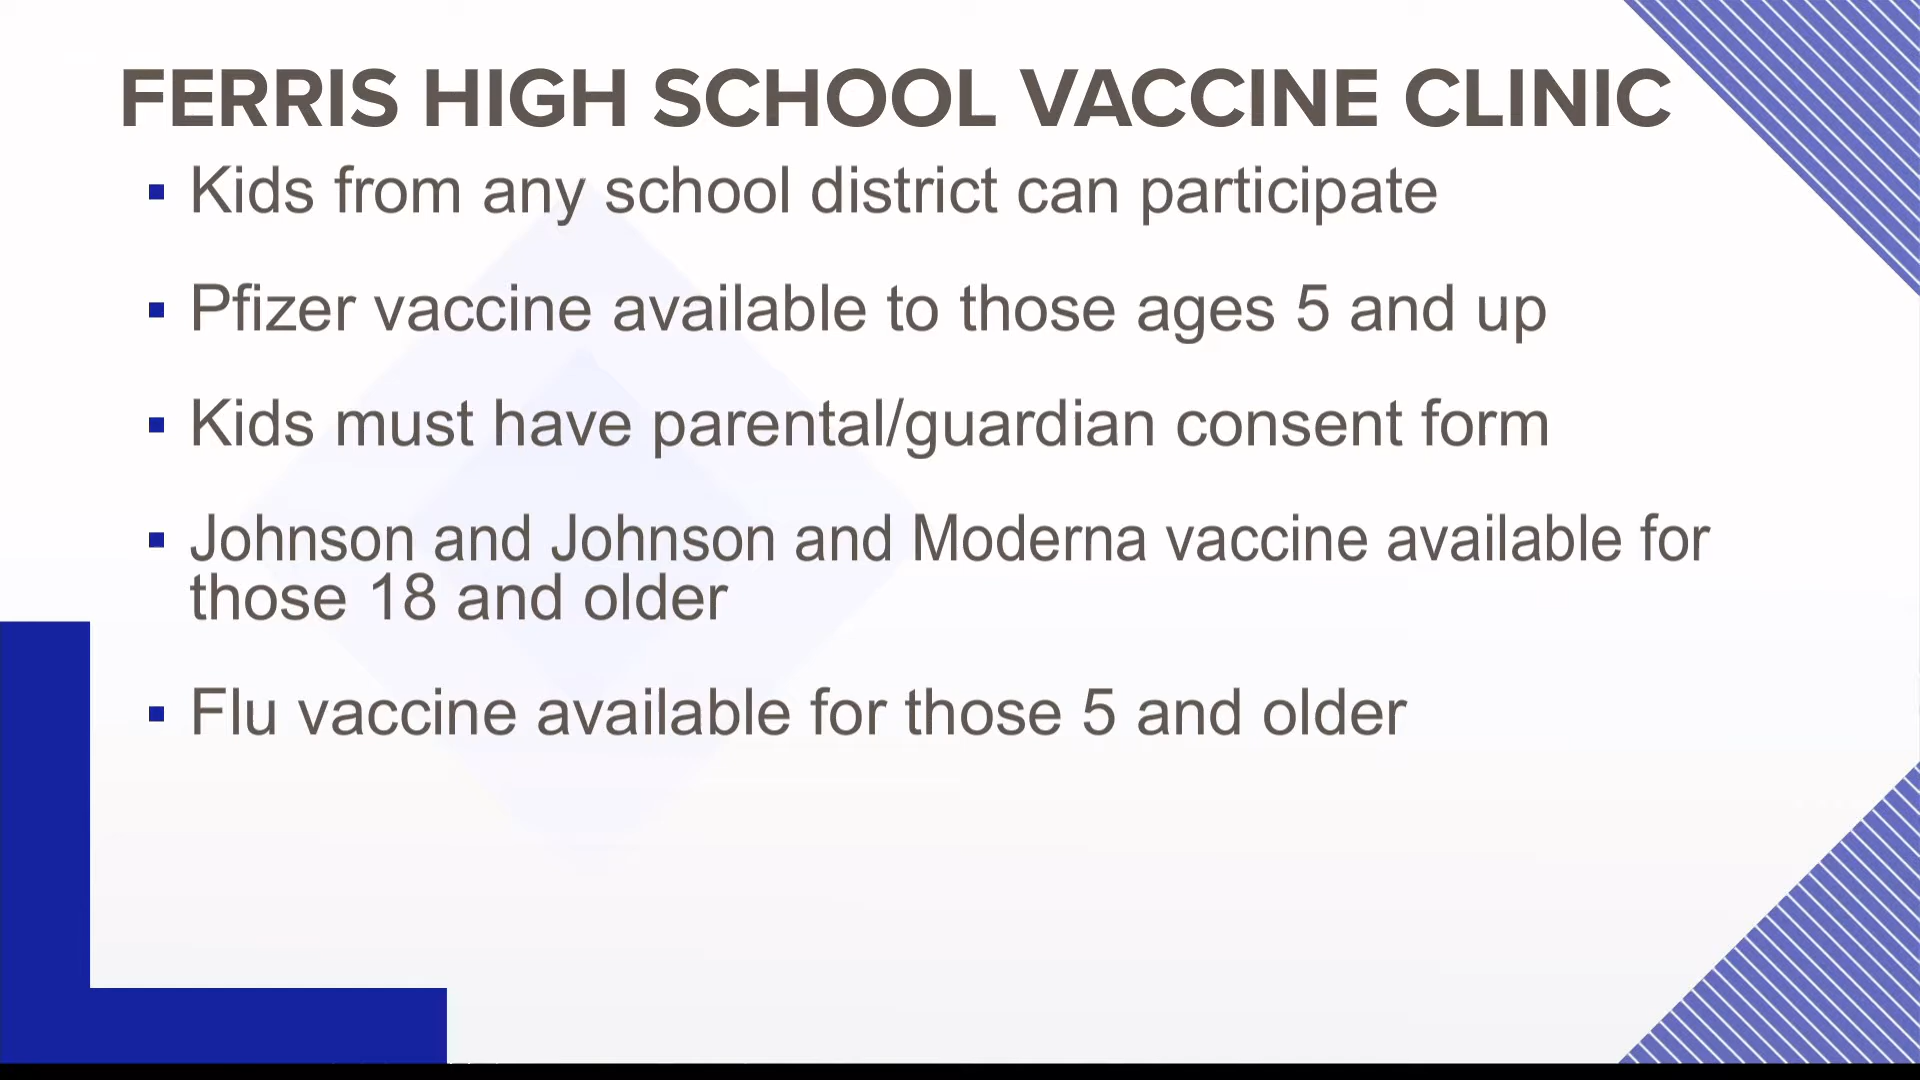 FERRIS HIGH SCHOOL VACCINE CLINIC
▪ Kids from any school district can participate
▪ Pfizer vaccine available to those ages 5 and up
▪ Kids must have parental/guardian consent form
▪ Johnson and Johnson and Moderna vaccine available for
those 18 and older
▪ Flu vaccine available for those 5 and older